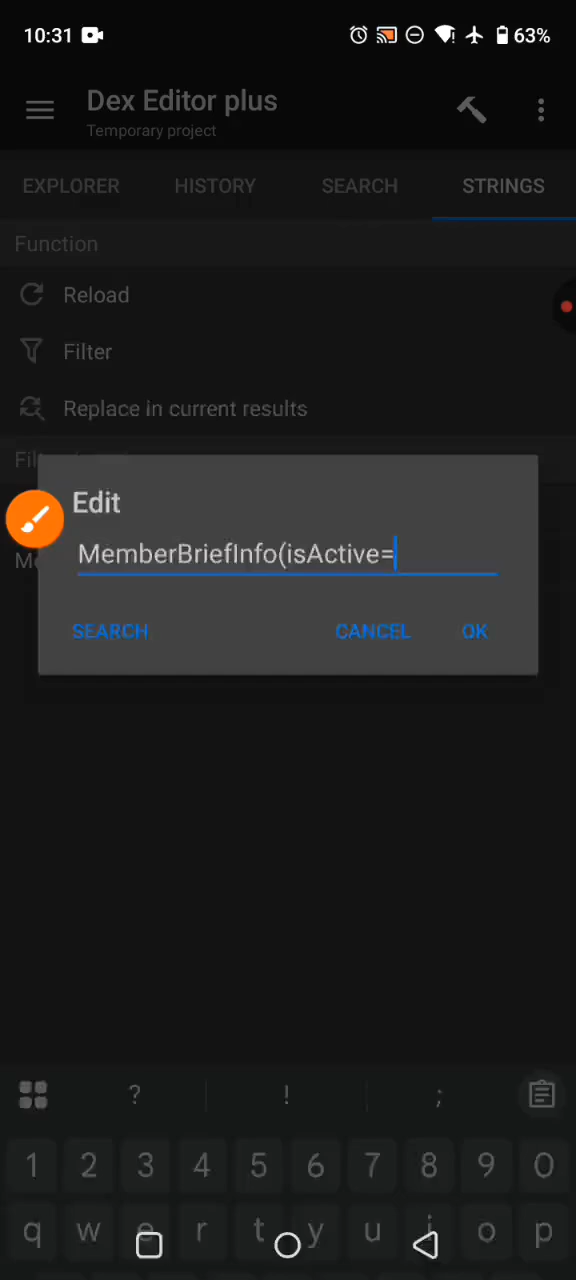 10:31 63%
Dex Editor plus
Temporary project
EXPLORER HISTORY SEARCH STRINGS
Function
Reload
Filter
Replace in current results
Edit
MemberBriefInfo(isActive=
SEARCH CANCEL OK
? ! ;
1 2 3 4 5 6 7 8 9 0
q w e r t y u i o p